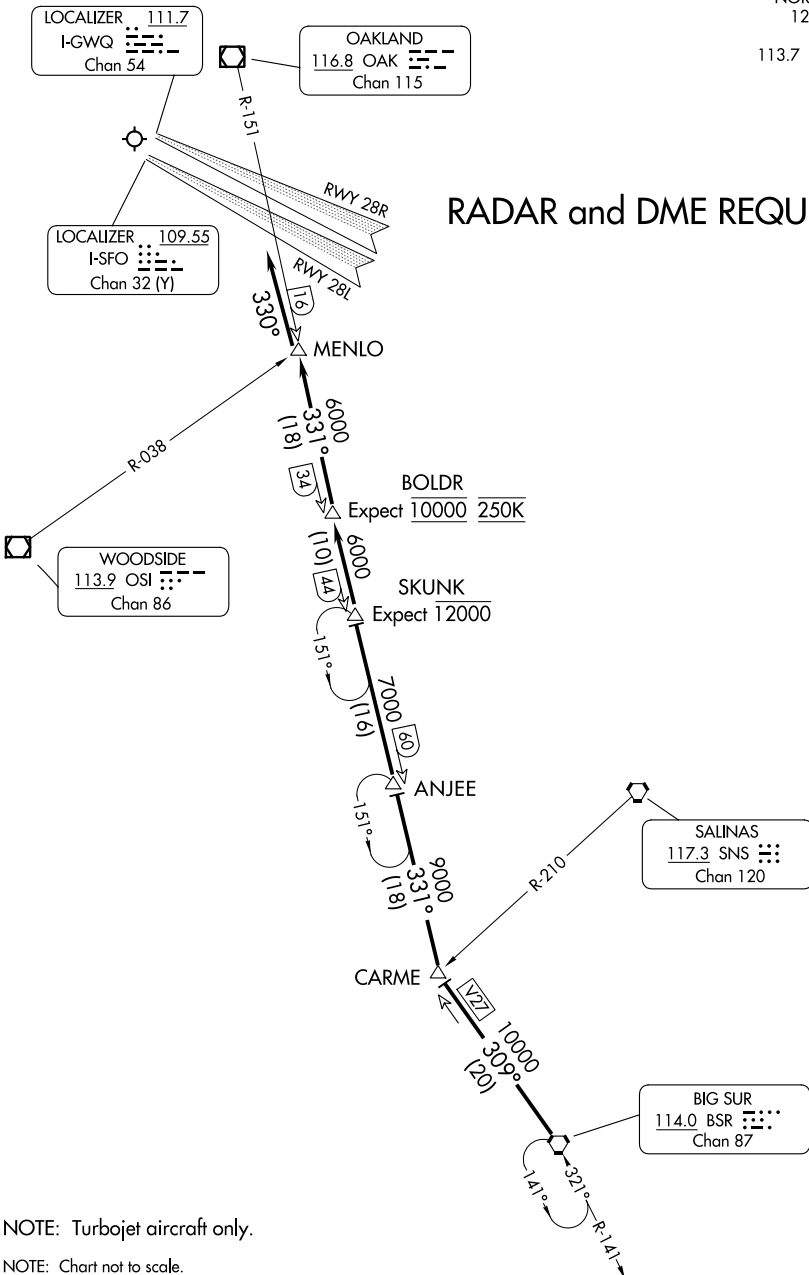 NOR
12
113.7
LOCALIZER 111.7
I-GWQ
Chan 54
OAKLAND
116.8 OAK
Chan 115
R-151
RWY 28R
RADAR and DME REQU
LOCALIZER 109.55
I-SFO
Chan 32 (Y)
RWY 28L
16
330°
MENLO
R-038
6000
331°
(18)
34
BOLDR
Expect 10000 250K
WOODSIDE
113.9 OSI
Chan 86
6000
(10)
44
SKUNK
Expect 12000
151°
7000
(16)
60
ANJEE
151°
SALINAS
117.3 SNS
Chan 120
9000
331°
(18)
R-210
CARME
V27
10000
309°
(20)
BIG SUR
114.0 BSR
Chan 87
141°
321°
R-141
NOTE: Turbojet aircraft only.
NOTE: Chart not to scale.